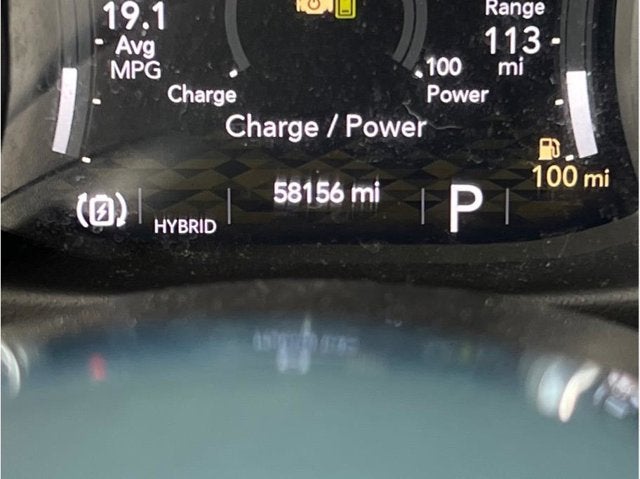 19.1
Avg
MPG
Range
113
mi
Charge
100
Power
Charge / Power
100 mi
HYBRID
58156 mi
P